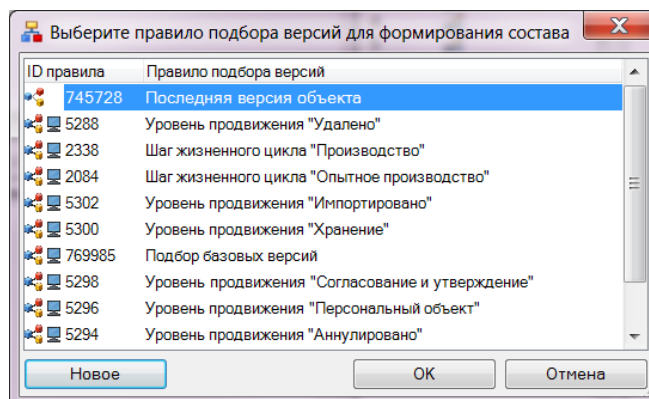 Выберите правило подбора версий для формирования состава
ID правила Правило подбора версий
745728 Последняя версия объекта
5288 Уровень продвижения "Удалено"
2338 Шаг жизненного цикла "Производство"
2084 Шаг жизненного цикла "Опытное производство"
5302 Уровень продвижения "Импортировано"
5300 Уровень продвижения "Хранение"
769985 Подбор базовых версий
5298 Уровень продвижения "Согласование и утверждение"
5296 Уровень продвижения "Персональный объект"
5294 Уровень продвижения "Аннулировано"
Новое OK Отмена